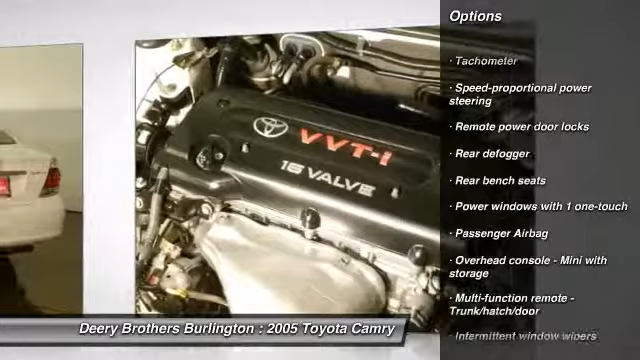 Options
· Tachometer
· Speed-proportional power
steering
· Remote power door locks
· Rear defogger
· Rear bench seats
· Power windows with 1 one-touch
· Passenger Airbag
· Overhead console - Mini with
storage
· Multi-function remote -
Trunk/hatch/door
· Intermittent window wipers
VVT-i
16 VALVE
Deery Brothers Burlington : 2005 Toyota Camry